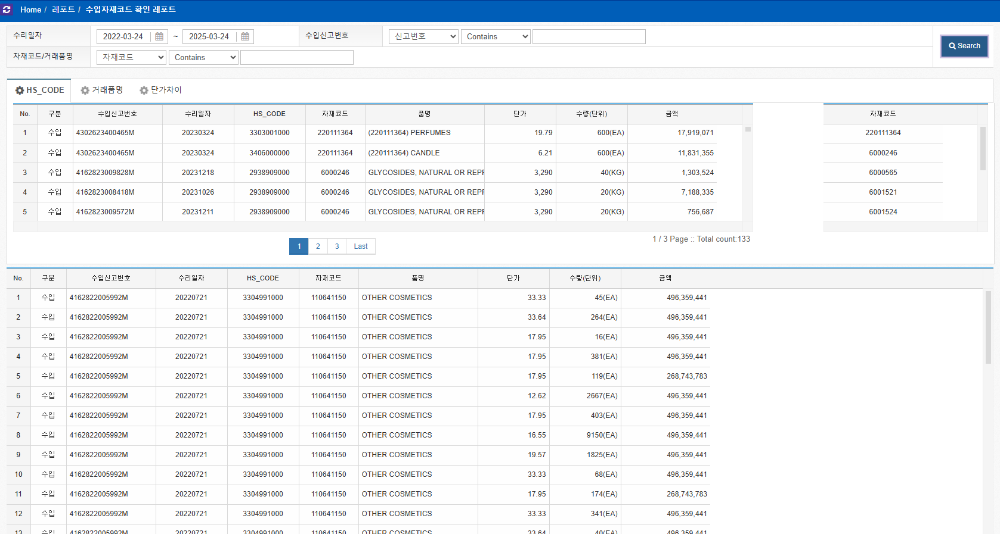 Home / 레포트 / 수입자재코드 확인 레포트
수리일자 2022-03-24 ~ 2025-03-24 수입신고번호 신고번호 Contains
자재코드/거래품명 자재코드 Contains
Search
HS_CODE 거래품명 단가차이
No. 구분 수입신고번호 수리일자 HS_CODE 자재코드 품명 단가 수량(단위) 금액
1 수입 4302623400465M 20230324 3303001000 220111364 (220111364) PERFUMES 19.79 600(EA) 17,919,071
2 수입 4302623400465M 20230324 3406000000 220111364 (220111364) CANDLE 6.21 600(EA) 11,831,355
3 수입 4162823009828M 20231218 2938909000 6000246 GLYCOSIDES, NATURAL OR REPF 3,290 40(KG) 1,303,524
4 수입 4162823008418M 20231026 2938909000 6000246 GLYCOSIDES, NATURAL OR REPF 3,290 20(KG) 7,188,335
5 수입 4162823009572M 20231211 2938909000 6000246 GLYCOSIDES, NATURAL OR REPF 3,290 20(KG) 756,687
자재코드
220111364
6000246
6000565
6001521
6001524
1 2 3 Last
1 / 3 Page :: Total count:133
No. 구분 수입신고번호 수리일자 HS_CODE 자재코드 품명 단가 수량(단위) 금액
1 수입 4162822005992M 20220721 3304991000 110641150 OTHER COSMETICS 33.33 45(EA) 496,359,441
2 수입 4162822005992M 20220721 3304991000 110641150 OTHER COSMETICS 33.64 264(EA) 496,359,441
3 수입 4162822005992M 20220721 3304991000 110641150 OTHER COSMETICS 17.95 16(EA) 496,359,441
4 수입 4162822005992M 20220721 3304991000 110641150 OTHER COSMETICS 17.95 381(EA) 496,359,441
5 수입 4162822005992M 20220721 3304991000 110641150 OTHER COSMETICS 17.95 119(EA) 268,743,783
6 수입 4162822005992M 20220721 3304991000 110641150 OTHER COSMETICS 12.62 2667(EA) 496,359,441
7 수입 4162822005992M 20220721 3304991000 110641150 OTHER COSMETICS 17.95 403(EA) 496,359,441
8 수입 4162822005992M 20220721 3304991000 110641150 OTHER COSMETICS 16.55 9150(EA) 496,359,441
9 수입 4162822005992M 20220721 3304991000 110641150 OTHER COSMETICS 19.57 1825(EA) 496,359,441
10 수입 4162822005992M 20220721 3304991000 110641150 OTHER COSMETICS 33.33 68(EA) 496,359,441
11 수입 4162822005992M 20220721 3304991000 110641150 OTHER COSMETICS 17.95 174(EA) 268,743,783
12 수입 4162822005992M 20220721 3304991000 110641150 OTHER COSMETICS 33.33 341(EA) 496,359,441
13 수입 4162822005992M 20220721 3304991000 110641150 OTHER COSMETICS 33.64 40(EA) 496,359,441